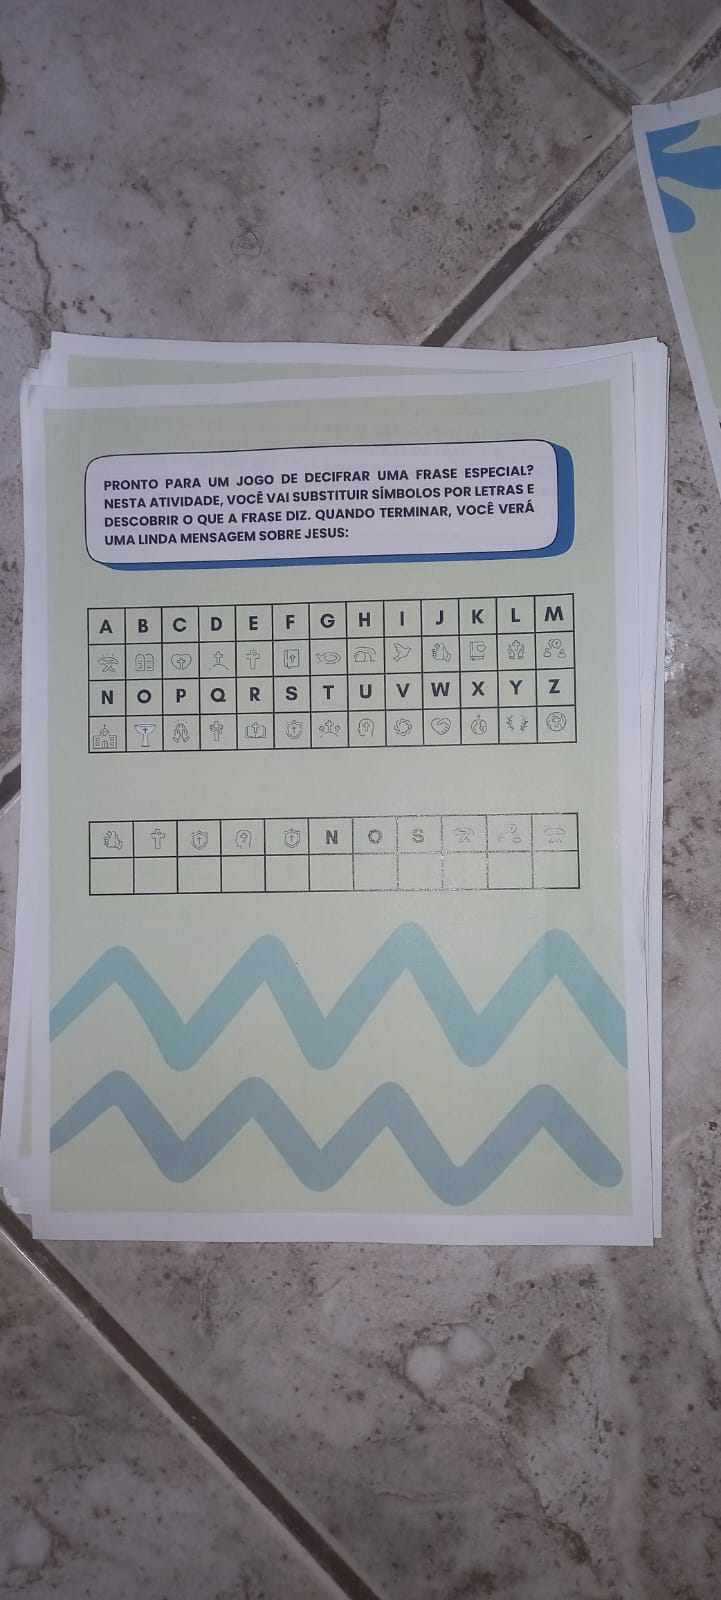 PRONTO PARA UM JOGO DE DECIFRAR UMA FRASE ESPECIAL?
NESTA ATIVIDADE, VOCÊ VAI SUBSTITUIR SÍMBOLOS POR LETRAS E
DESCOBRIR O QUE A FRASE DIZ. QUANDO TERMINAR, VOCÊ VERÁ
UMA LINDA MENSAGEM SOBRE JESUS:
A B C D E F G H I J K L M
N O P Q R S T U V W X Y Z
N O S